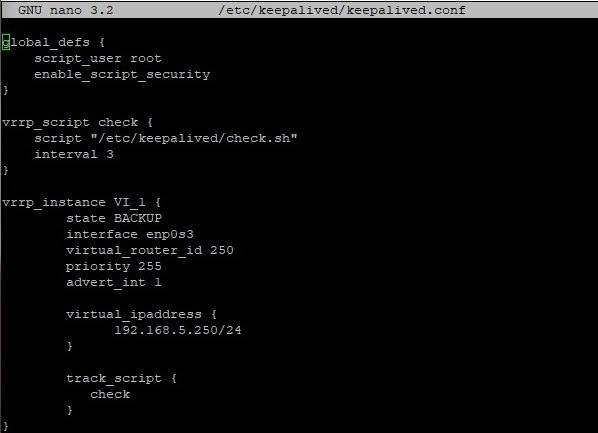 GNU nano 3.2 /etc/keepalived/keepalived.conf
global_defs {
script_user root
enable_script_security
}
vrrp_script check {
script "/etc/keepalived/check.sh"
interval 3
}
vrrp_instance VI_1 {
state BACKUP
interface enp0s3
virtual_router_id 250
priority 255
advert_int 1
virtual_ipaddress {
192.168.5.250/24
}
track_script {
check
}
}